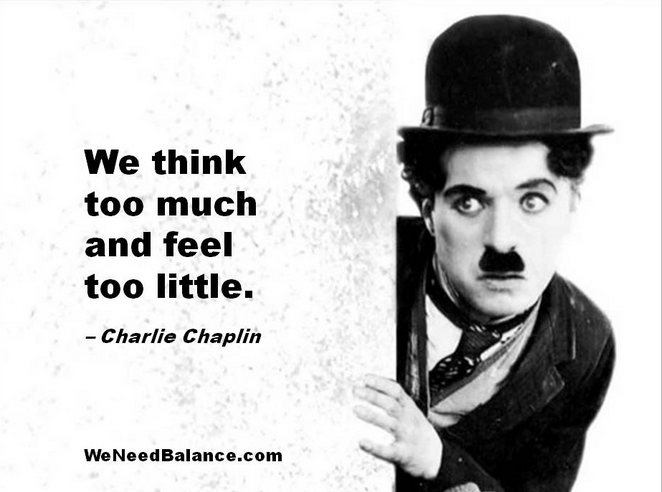 We think
too much
and feel
too little.
– Charlie Chaplin
WeNeedBalance.com